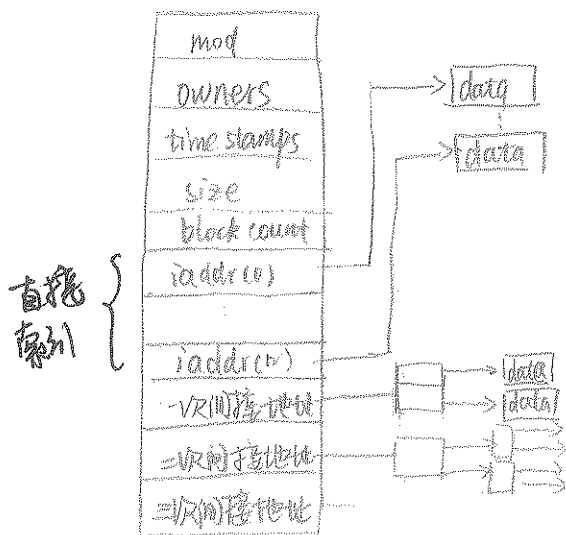 mod
owners
time stamps
size
block count
iaddr(0)
直接
索引
iaddr(n)
一次间接地址
二次间接地址
三次间接地址
data
data
data
data